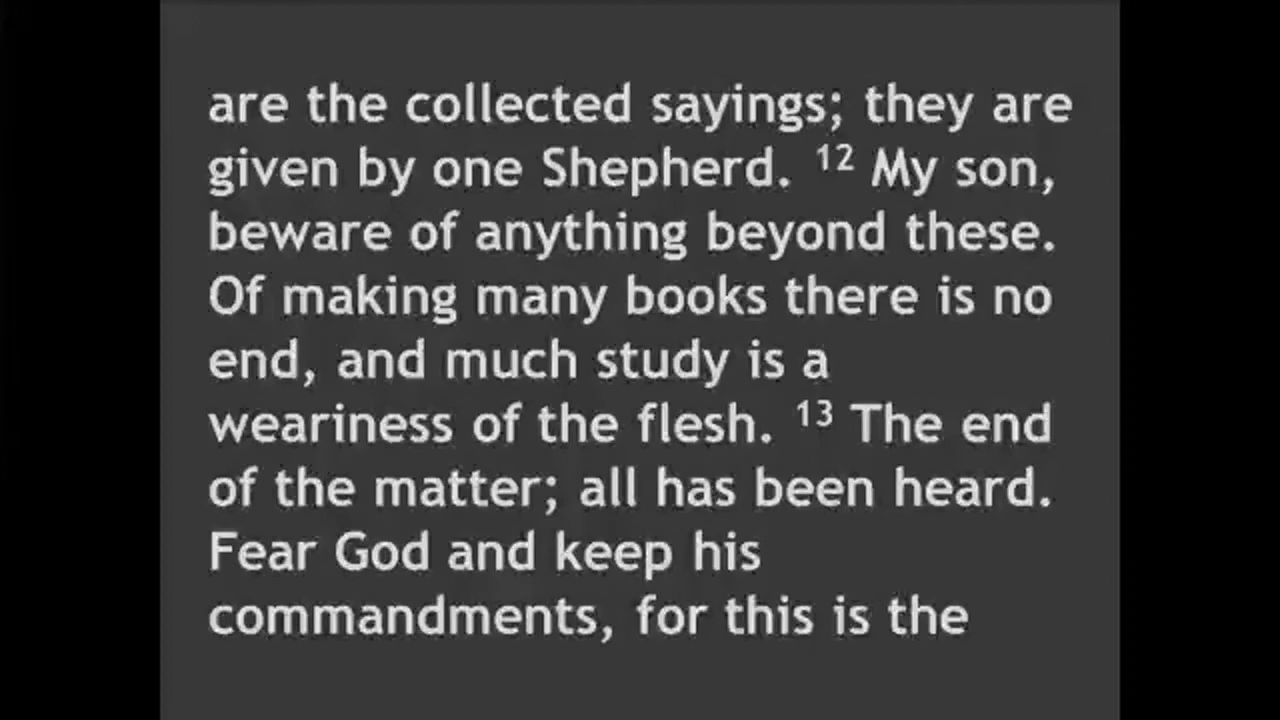 are the collected sayings; they are
given by one Shepherd. ¹² My son,
beware of anything beyond these.
Of making many books there is no
end, and much study is a
weariness of the flesh. ¹³ The end
of the matter; all has been heard.
Fear God and keep his
commandments, for this is the